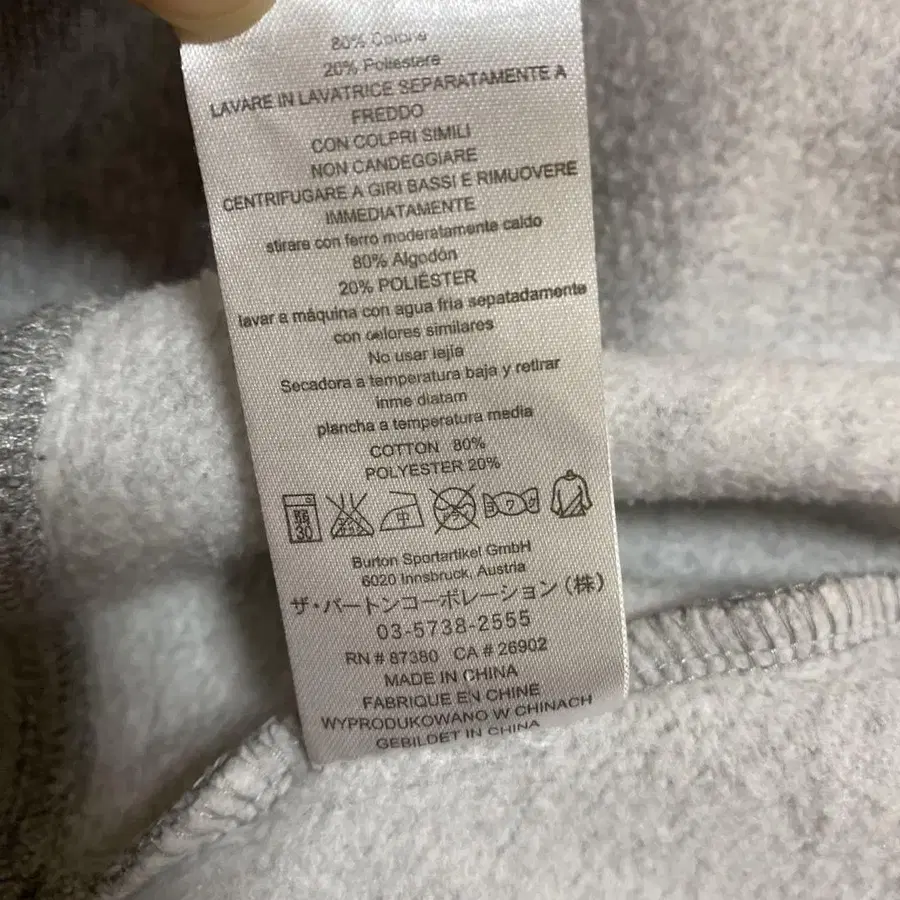 80% Cotone
20% Poliestere
LAVARE IN LAVATRICE SEPARATAMENTE A
FREDDO
CON COLPRI SIMILI
NON CANDEGGIARE
CENTRIFUGARE A GIRI BASSI E RIMUOVERE
IMMEDIATAMENTE
stirare con ferro moderatamente caldo
80% Algodón
20% POLIÉSTER
lavar a máquina con agua fria sepatadamente
con colores similares
No usar lejía
Secadora a temperatura baja y retirar
inme diatam
plancha a temperatura media
COTTON 80%
POLYESTER 20%
30 中
Burton Sportartikel GmbH
6020 Innsbruck, Austria
ザ・バートンコーポレーション(株)
03-5738-2555
RN # 87380 CA # 26902
MADE IN CHINA
FABRIQUE EN CHINE
WYPRODUKOWANO W CHINACH
GEBILDET IN CHINA